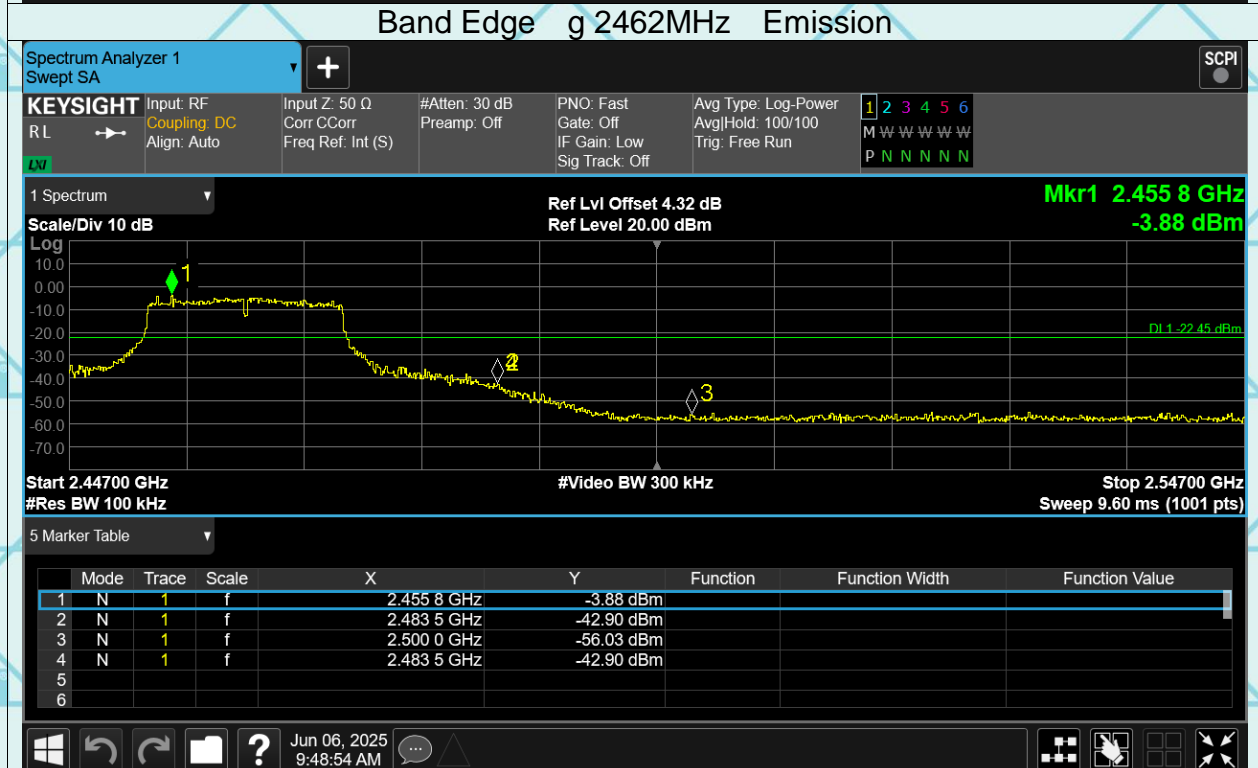 Band Edge g 2462MHz Emission
Spectrum Analyzer 1
Swept SA
+
SCPI
KEYSIGHT
R L
LXI
Input: RF
Coupling: DC
Align: Auto
Input Z: 50 Ω
Corr CCorr
Freq Ref: Int (S)
#Atten: 30 dB
Preamp: Off
PNO: Fast
Gate: Off
IF Gain: Low
Sig Track: Off
Avg Type: Log-Power
Avg|Hold: 100/100
Trig: Free Run
1 2 3 4 5 6
M W W W W W
P N N N N N
1 Spectrum
Scale/Div 10 dB
Ref Lvl Offset 4.32 dB
Ref Level 20.00 dBm
Mkr1 2.455 8 GHz
-3.88 dBm
Log
10.0
0.00
-10.0
-20.0
-30.0
-40.0
-50.0
-60.0
-70.0
1
3
DL1 -22.45 dBm
Start 2.44700 GHz
#Res BW 100 kHz
#Video BW 300 kHz
Stop 2.54700 GHz
Sweep 9.60 ms (1001 pts)
5 Marker Table
Mode Trace Scale X Y Function Function Width Function Value
1 N 1 f 2.455 8 GHz -3.88 dBm
2 N 1 f 2.483 5 GHz -42.90 dBm
3 N 1 f 2.500 0 GHz -56.03 dBm
4 N 1 f 2.483 5 GHz -42.90 dBm
5
6
?
Jun 06, 2025
9:48:54 AM